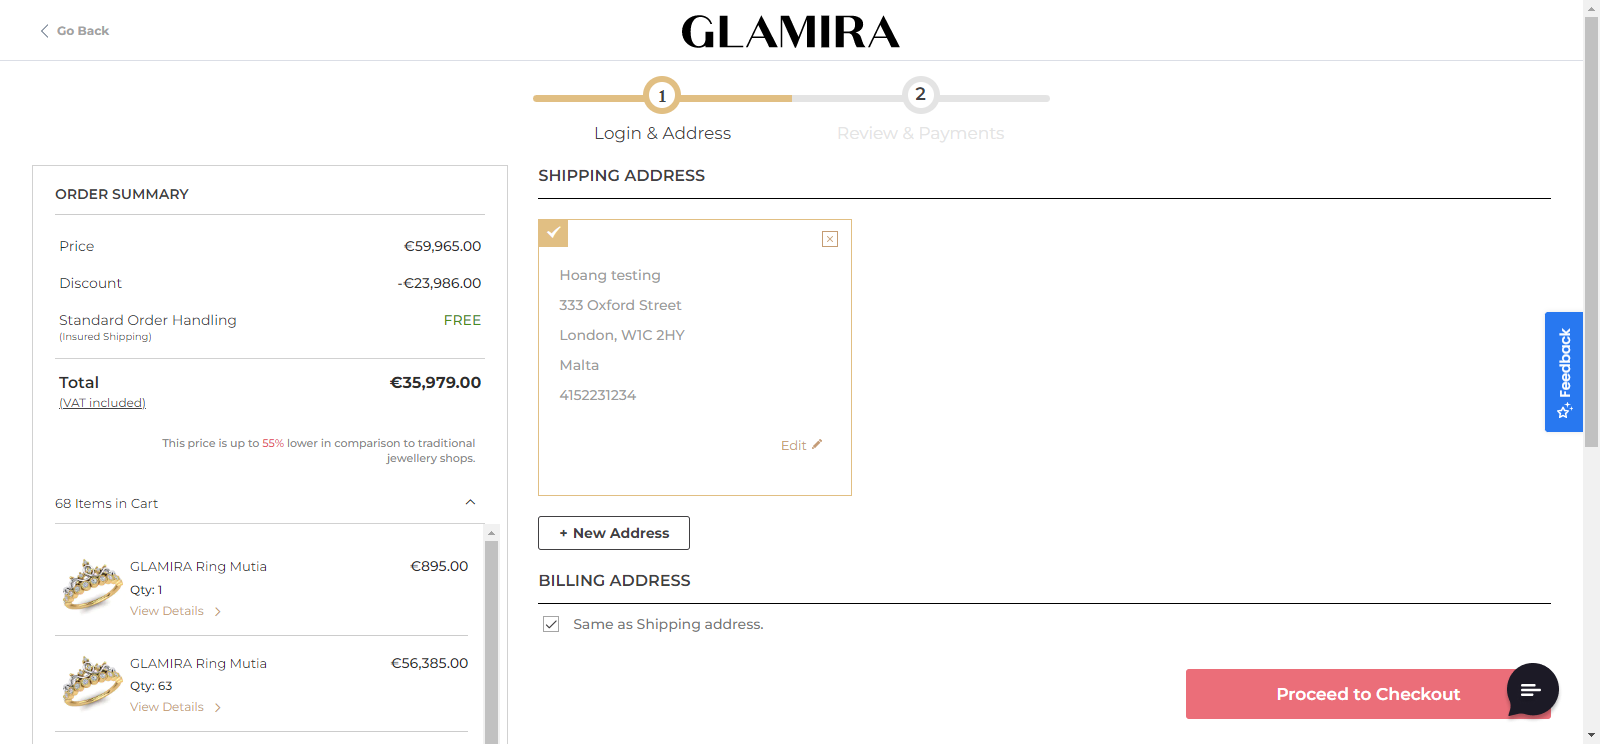 Go Back
GLAMIRA
1
2
Login & Address
Review & Payments
ORDER SUMMARY
Price €59,965.00
Discount -€23,986.00
Standard Order Handling FREE
(Insured Shipping)
Total €35,979.00
(VAT included)
This price is up to 55% lower in comparison to traditional
jewellery shops.
68 Items in Cart
GLAMIRA Ring Mutia €895.00
Qty: 1
View Details
GLAMIRA Ring Mutia €56,385.00
Qty: 63
View Details
SHIPPING ADDRESS
Hoang testing
333 Oxford Street
London, W1C 2HY
Malta
4152231234
Edit
+ New Address
BILLING ADDRESS
Same as Shipping address.
Proceed to Checkout
Feedback